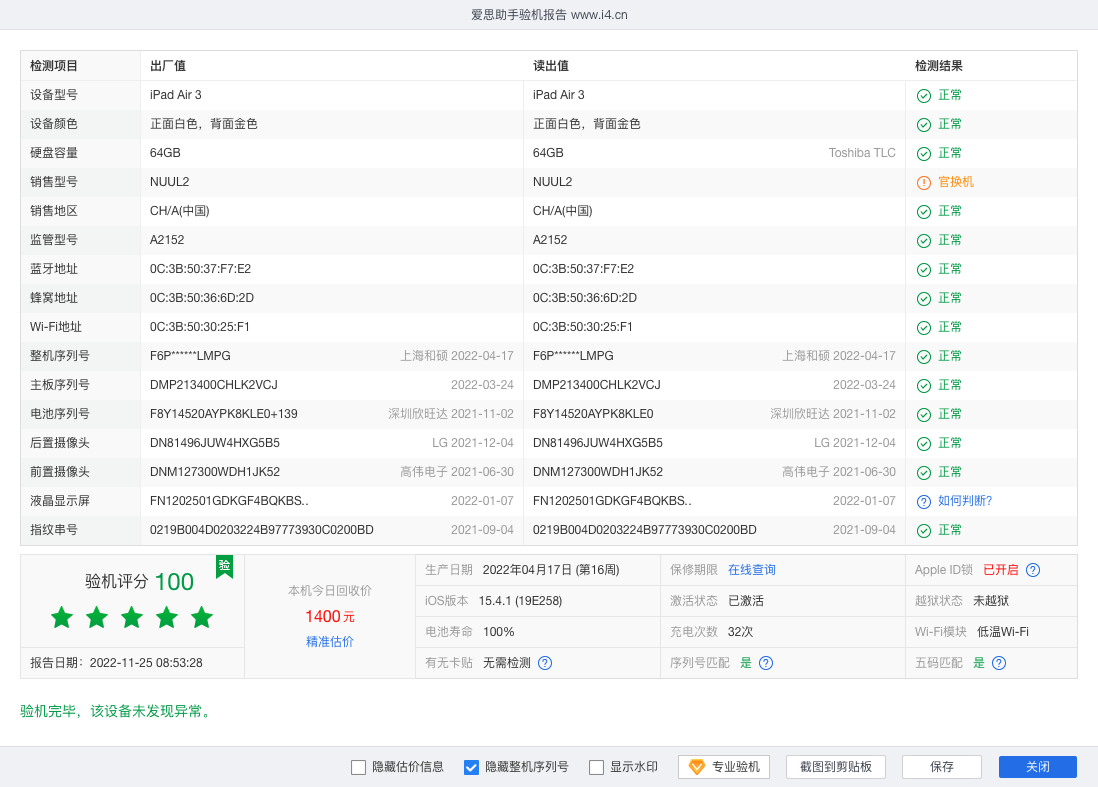 爱思助手验机报告 www.i4.cn
检测项目 出厂值 读出值 检测结果
设备型号 iPad Air 3 iPad Air 3 正常
设备颜色 正面白色，背面金色 正面白色，背面金色 正常
硬盘容量 64GB 64GB Toshiba TLC 正常
销售型号 NUUL2 NUUL2 官换机
销售地区 CH/A(中国) CH/A(中国) 正常
监管型号 A2152 A2152 正常
蓝牙地址 0C:3B:50:37:F7:E2 0C:3B:50:37:F7:E2 正常
蜂窝地址 0C:3B:50:36:6D:2D 0C:3B:50:36:6D:2D 正常
Wi-Fi地址 0C:3B:50:30:25:F1 0C:3B:50:30:25:F1 正常
整机序列号 F6P******LMPG 上海和硕 2022-04-17 F6P******LMPG 上海和硕 2022-04-17 正常
主板序列号 DMP213400CHLK2VCJ 2022-03-24 DMP213400CHLK2VCJ 2022-03-24 正常
电池序列号 F8Y14520AYPK8KLE0+139 深圳欣旺达 2021-11-02 F8Y14520AYPK8KLE0 深圳欣旺达 2021-11-02 正常
后置摄像头 DN81496JUW4HXG5B5 LG 2021-12-04 DN81496JUW4HXG5B5 LG 2021-12-04 正常
前置摄像头 DNM127300WDH1JK52 高伟电子 2021-06-30 DNM127300WDH1JK52 高伟电子 2021-06-30 正常
液晶显示屏 FN1202501GDKGF4BQKBS.. 2022-01-07 FN1202501GDKGF4BQKBS.. 2022-01-07 如何判断?
指纹串号 0219B004D0203224B97773930C0200BD 2021-09-04 0219B004D0203224B97773930C0200BD 2021-09-04 正常
验机评分 100 验
报告日期： 2022-11-25 08:53:28
本机今日回收价
1400元
精准估价
生产日期 2022年04月17日 (第16周) 保修期限 在线查询 Apple ID锁 已开启
iOS版本 15.4.1 (19E258) 激活状态 已激活 越狱状态 未越狱
电池寿命 100% 充电次数 32次 Wi-Fi模块 低温Wi-Fi
有无卡贴 无需检测 序列号匹配 是 五码匹配 是
验机完毕，该设备未发现异常。
隐藏估价信息 隐藏整机序列号 显示水印 专业验机 截图到剪贴板 保存 关闭